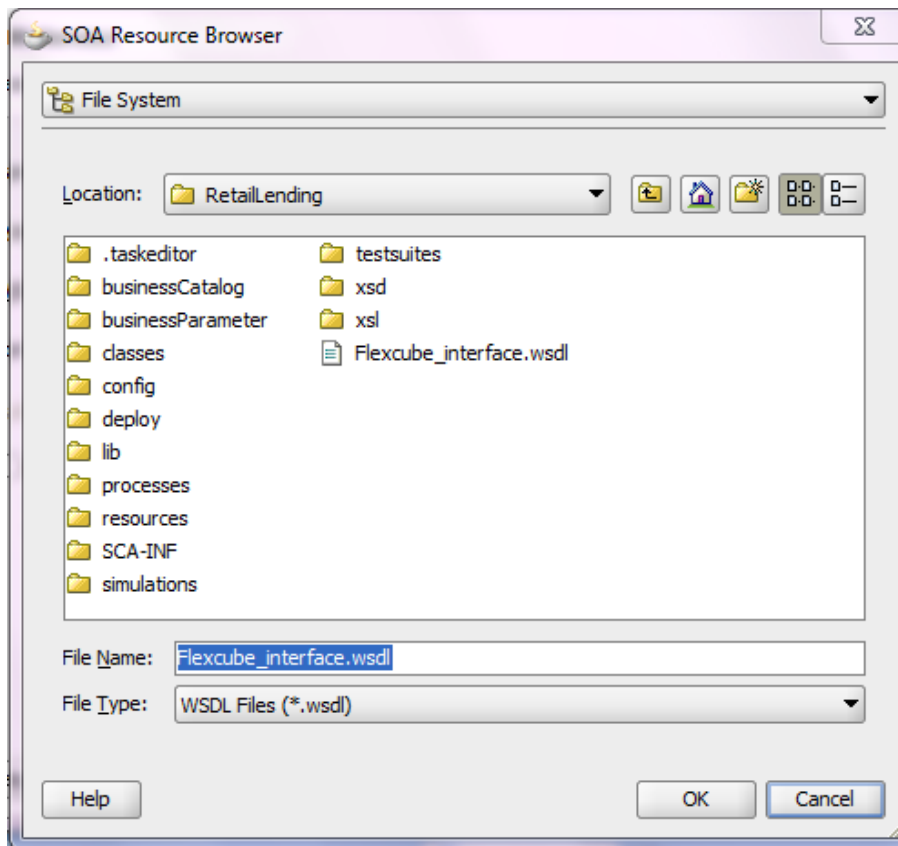 SOA Resource Browser
File System
Location: RetailLending
.taskeditor testsuites
businessCatalog xsd
businessParameter xsl
classes Flexcube_interface.wsdl
config
deploy
lib
processes
resources
SCA-INF
simulations
File Name: Flexcube_interface.wsdl
File Type: WSDL Files (*.wsdl)
Help OK Cancel